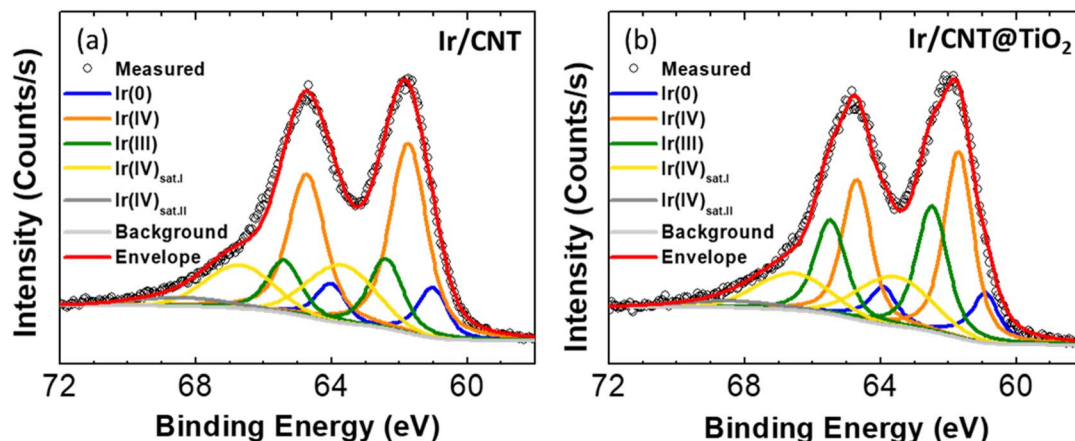 (a)
Ir/CNT
Measured
Ir(0)
Ir(IV)
Ir(III)
Ir(IV)sat.I
Ir(IV)sat.II
Background
Envelope
Intensity (Counts/s)
72 68 64 60
Binding Energy (eV)
(b)
Ir/CNT@TiO2
Measured
Ir(0)
Ir(IV)
Ir(III)
Ir(IV)sat.I
Ir(IV)sat.II
Background
Envelope
Intensity (Counts/s)
72 68 64 60
Binding Energy (eV)